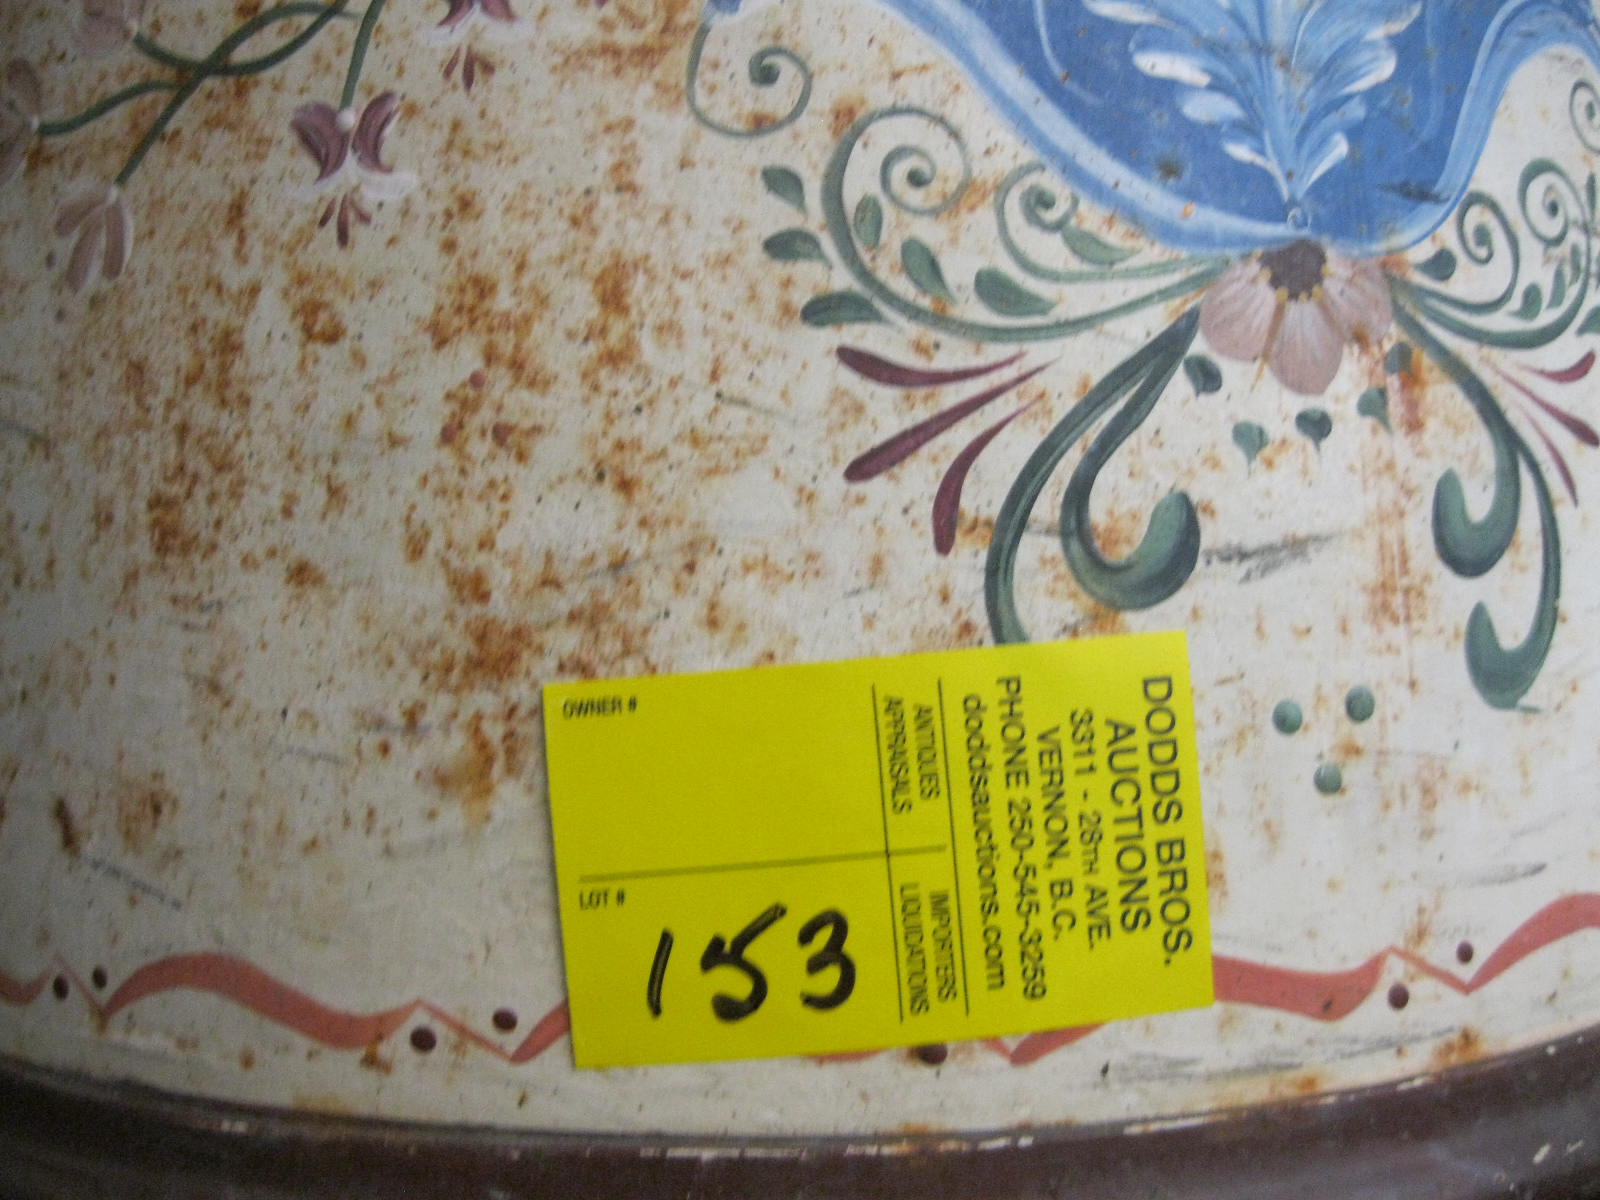 DODDS BROS.
AUCTIONS
3311 - 28TH AVE.
VERNON, B.C.
PHONE 250-545-3259
doddsauctions.com
ANTIQUES IMPORTERS
APPRAISALS LIQUIDATIONS
OWNER #
LOT #
153